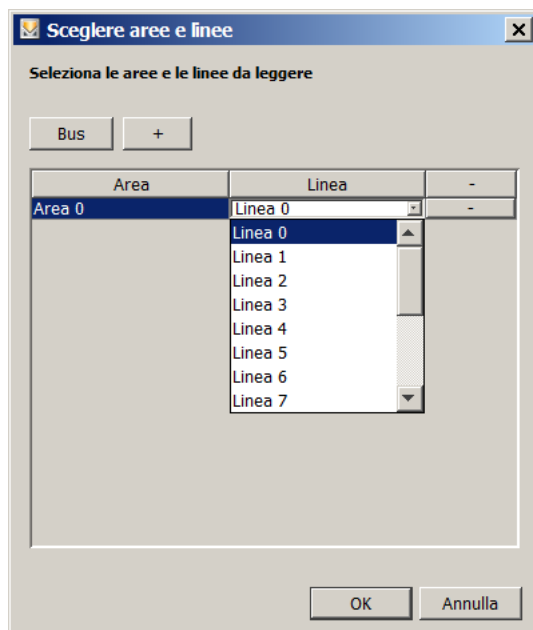 Sceglere aree e linee
Seleziona le aree e le linee da leggere
Bus +
Area Linea -
Area 0 Linea 0 -
Linea 0
Linea 1
Linea 2
Linea 3
Linea 4
Linea 5
Linea 6
Linea 7
OK Annulla